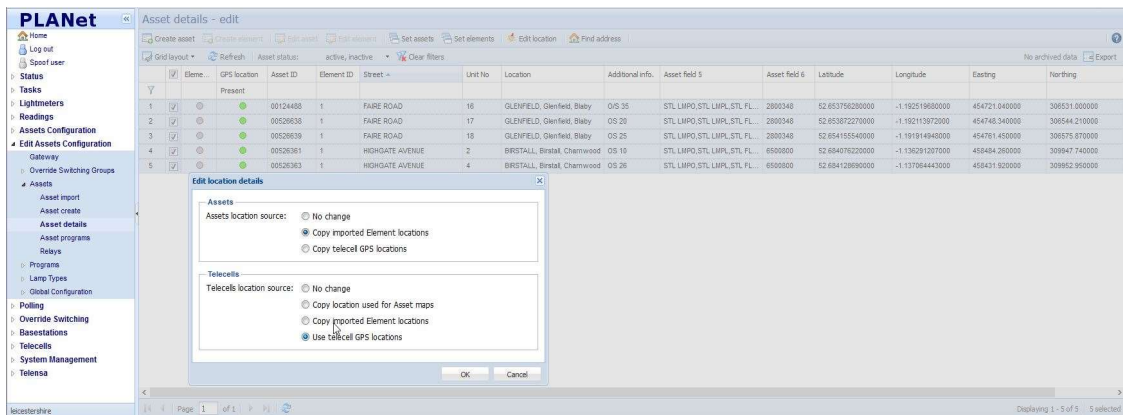 PLANet «
Home
Log out
Spoof user
Status
Tasks
Lightmeters
Readings
Assets Configuration
Edit Assets Configuration
Gateway
Override Switching Groups
Assets
Asset import
Asset create
Asset details
Asset programs
Relays
Programs
Lamp Types
Global Configuration
Polling
Override Switching
Basestations
Telecells
System Management
Telensa
leicestershire
Asset details - edit
Create asset Create element Edit asset Edit element Set assets Set elements Edit location Find address
Grid layout Refresh Asset status: active, inactive Clear filters No archived data Export
Eleme... GPS location Asset ID Element ID Street Unit No Location Additional info. Asset field 5 Asset field 6 Latitude Longitude Easting Northing
Present
1 00124488 1 FAIRE ROAD 16 GLENFIELD, Glenfield, Blaby O/S 35 STL LMPO,STL LMPL,STL FL... 2800348 52.653756280000 -1.192519680000 454721.040000 306531.000000
2 00526638 1 FAIRE ROAD 17 GLENFIELD, Glenfield, Blaby OS 20 STL LMPO,STL LMPL,STL FL... 2800348 52.653872270000 -1.192113972000 454748.340000 306544.210000
3 00526639 1 FAIRE ROAD 18 GLENFIELD, Glenfield, Blaby OS 25 STL LMPO,STL LMPL,STL FL... 2800348 52.654155540000 -1.191914948000 454761.450000 306575.870000
4 00526361 1 HIGHGATE AVENUE 2 BIRSTALL, Birstall, Charnwood OS 10 STL LMPO,STL LMPL,STL FL... 6500800 52.684076220000 -1.136291207000 458484.260000 309947.740000
5 00526363 1 HIGHGATE AVENUE 4 BIRSTALL, Birstall, Charnwood OS 26 STL LMPO,STL LMPL,STL FL... 6500800 52.684128690000 -1.137064443000 458431.920000 309952.950000
Edit location details
Assets
Assets location source: No change
Copy imported Element locations
Copy telecell GPS locations
Telecells
Telecells location source: No change
Copy location used for Asset maps
Copy imported Element locations
Use telecell GPS locations
OK Cancel
Page 1 of 1 Displaying 1 - 5 of 5 5 selected